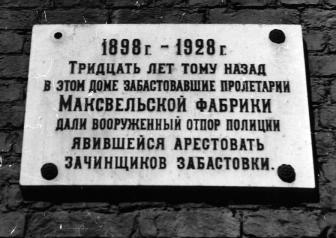 1898 г. – 1928 г.
Тридцать лет тому назад
в этом доме забастовавшие пролетарии
Максвельской фабрики
дали вооруженный отпор полиции
явившейся арестовать
зачинщиков забастовки.